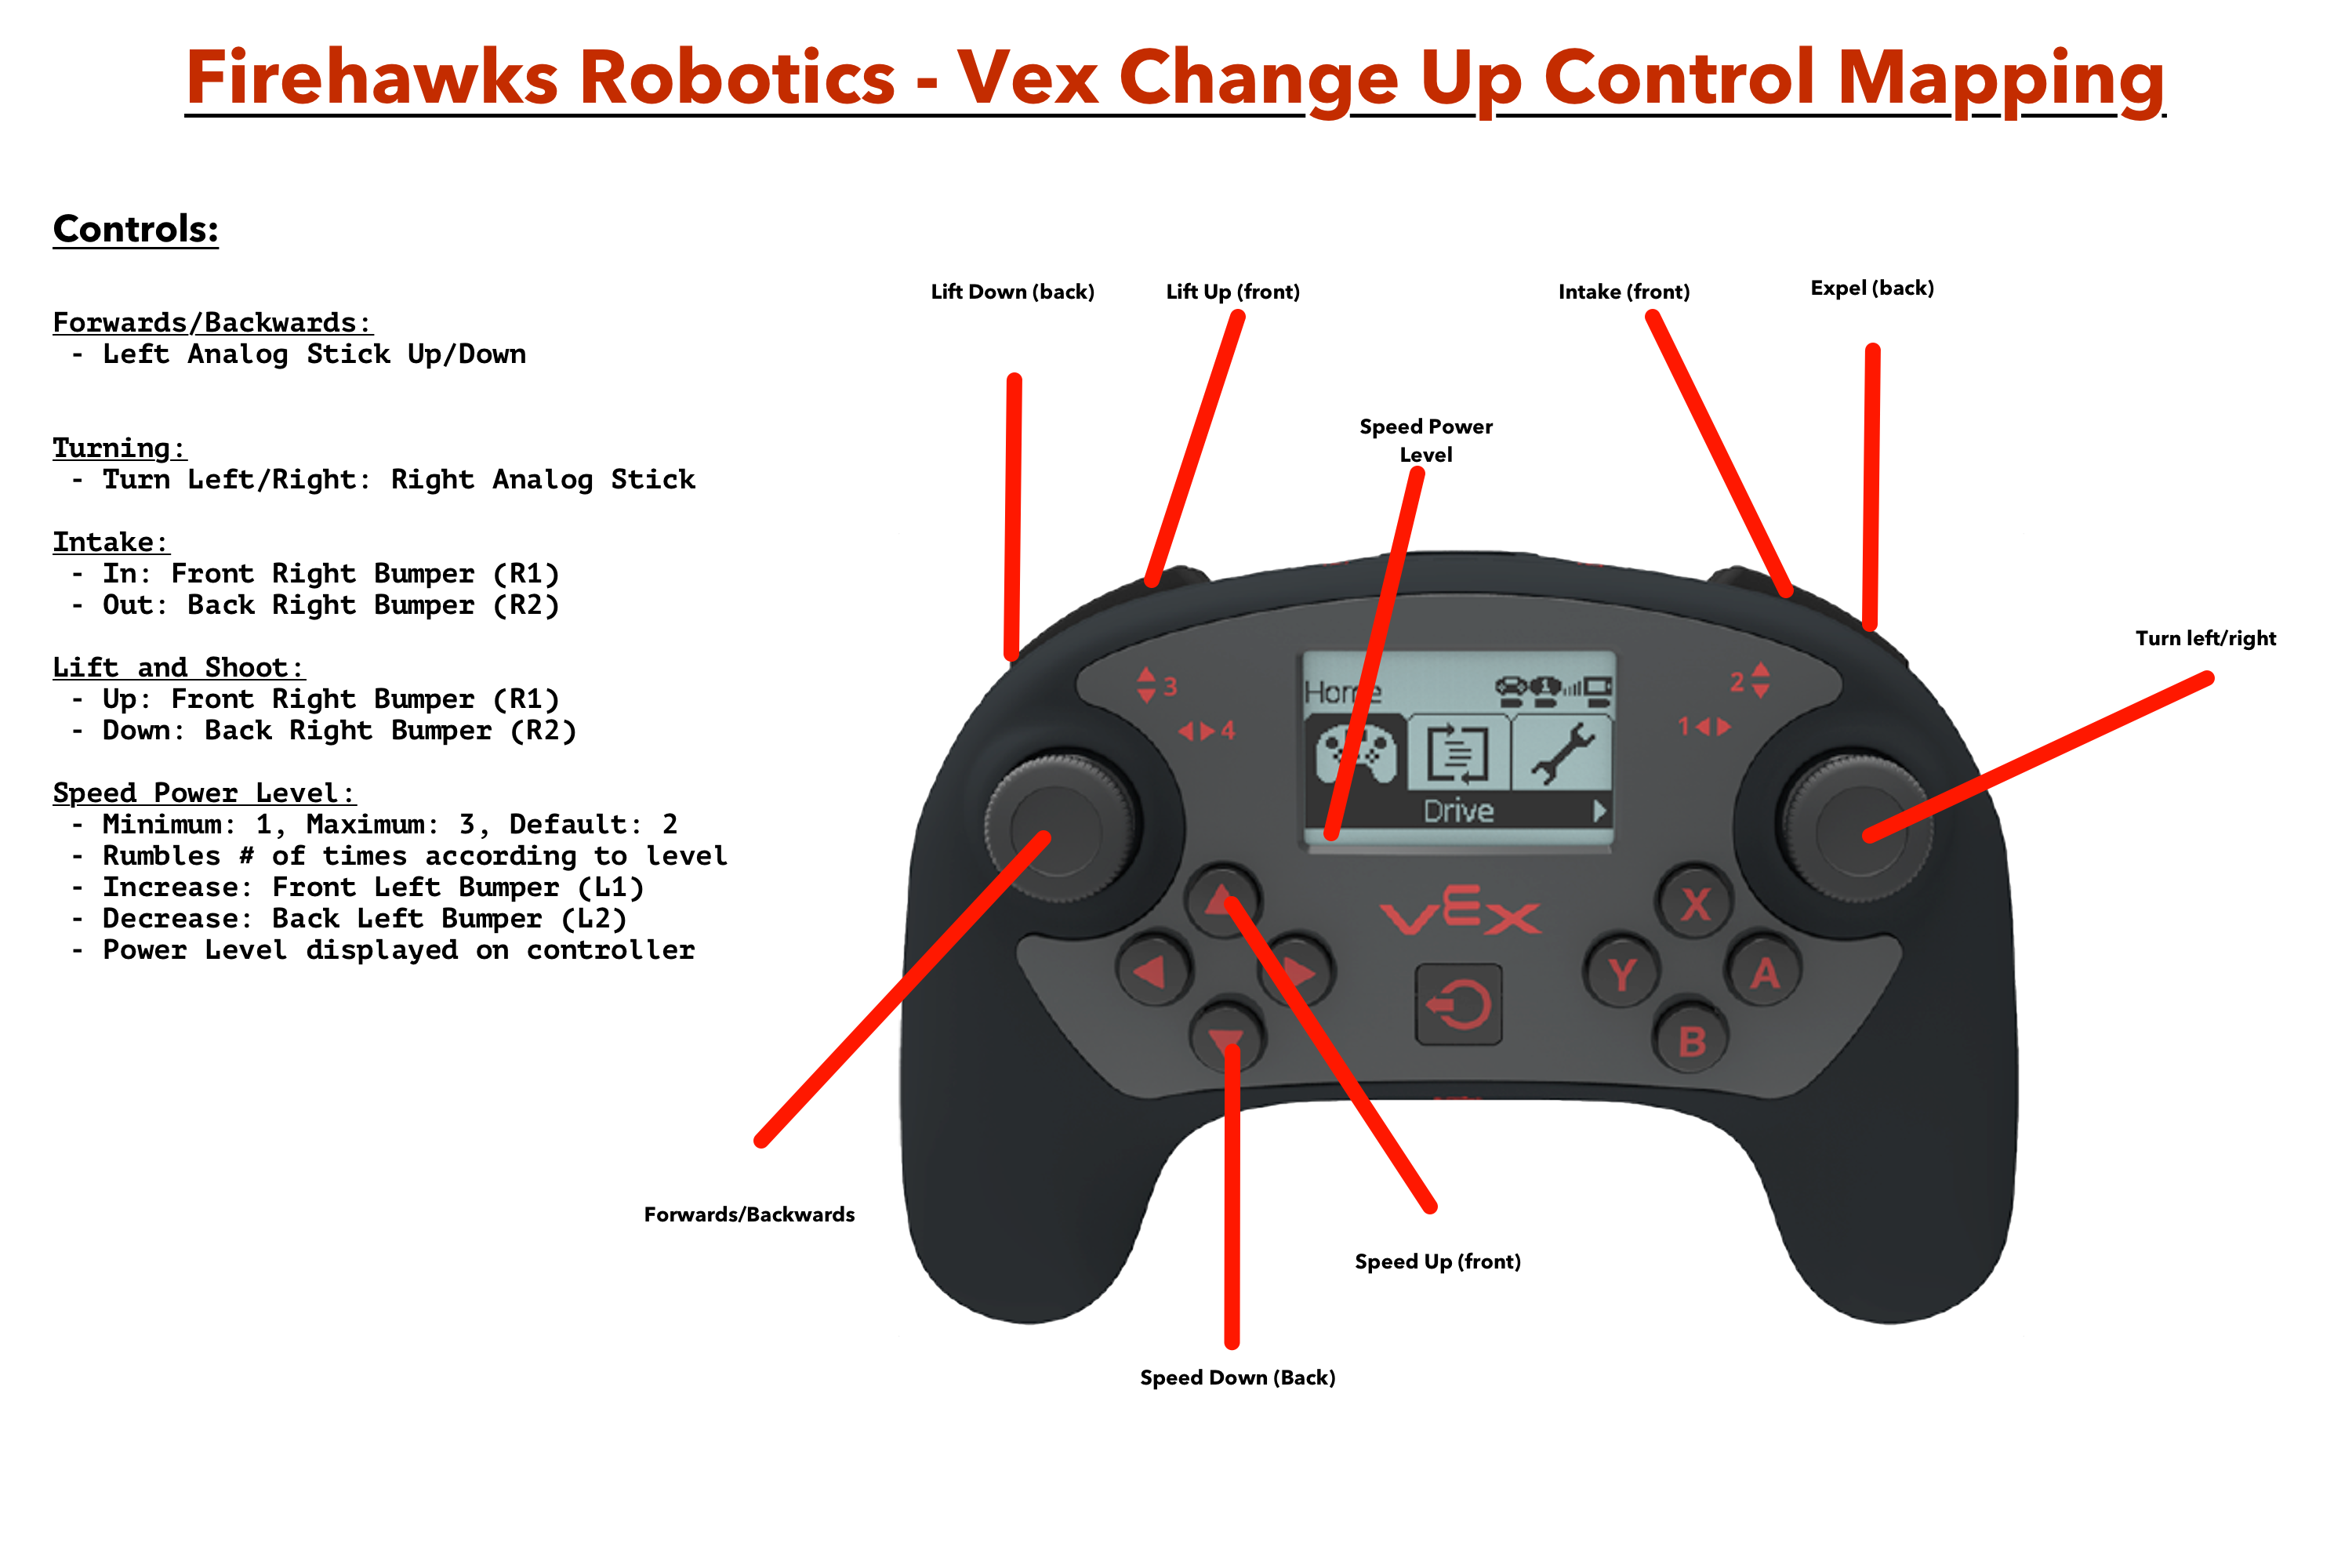 Firehawks Robotics - Vex Change Up Control Mapping
Controls:
Forwards/Backwards:
- Left Analog Stick Up/Down
Turning:
- Turn Left/Right: Right Analog Stick
Intake:
- In: Front Right Bumper (R1)
- Out: Back Right Bumper (R2)
Lift and Shoot:
- Up: Front Right Bumper (R1)
- Down: Back Right Bumper (R2)
Speed Power Level:
- Minimum: 1, Maximum: 3, Default: 2
- Rumbles # of times according to level
- Increase: Front Left Bumper (L1)
- Decrease: Back Left Bumper (L2)
- Power Level displayed on controller
Lift Down (back)
Lift Up (front)
Intake (front)
Expel (back)
Speed Power
Level
Turn left/right
3
4
Home
1
Drive
2
1
VEX
X
Y
A
B
Forwards/Backwards
Speed Up (front)
Speed Down (Back)